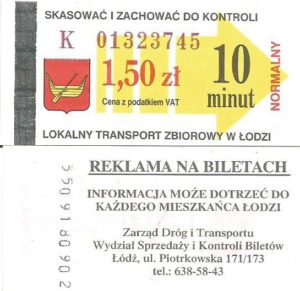 SKASOWAĆ I ZACHOWAĆ DO KONTROLI
K 01323745
1,50 zł
Cena z podatkiem VAT
10
minut
NORMALNY
LOKALNY TRANSPORT ZBIOROWY W ŁODZI
REKLAMA NA BILETACH
INFORMACJA MOŻE DOTRZEĆ DO
KAŻDEGO MIESZKAŃCA ŁODZI
Zarząd Dróg i Transportu
Wydział Sprzedaży i Kontroli Biletów
Łódź, ul. Piotrkowska 171/173
tel.: 638-58-43
5509180902